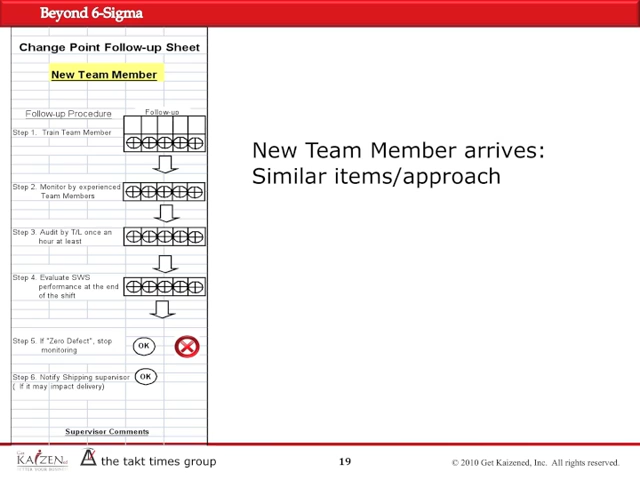 Beyond 6-Sigma
Change Point Follow-up Sheet
New Team Member
Follow-up Procedure
Follow-up
Step 1. Train Team Member
New Team Member arrives:
Similar items/approach
Step 2. Monitor by experienced
Team Members
Step 3. Audit by T/L once an
hour at least
Step 4. Evaluate SWS
performance at the end
of the shift
Step 5. If "Zero Defect", stop
monitoring
OK
Step 6. Notify Shipping supervisor
( If it may impact delivery)
OK
Supervisor Comments
Get
KAIZENed
the takt times group
19
© 2010 Get Kaizened, Inc. All rights reserved.